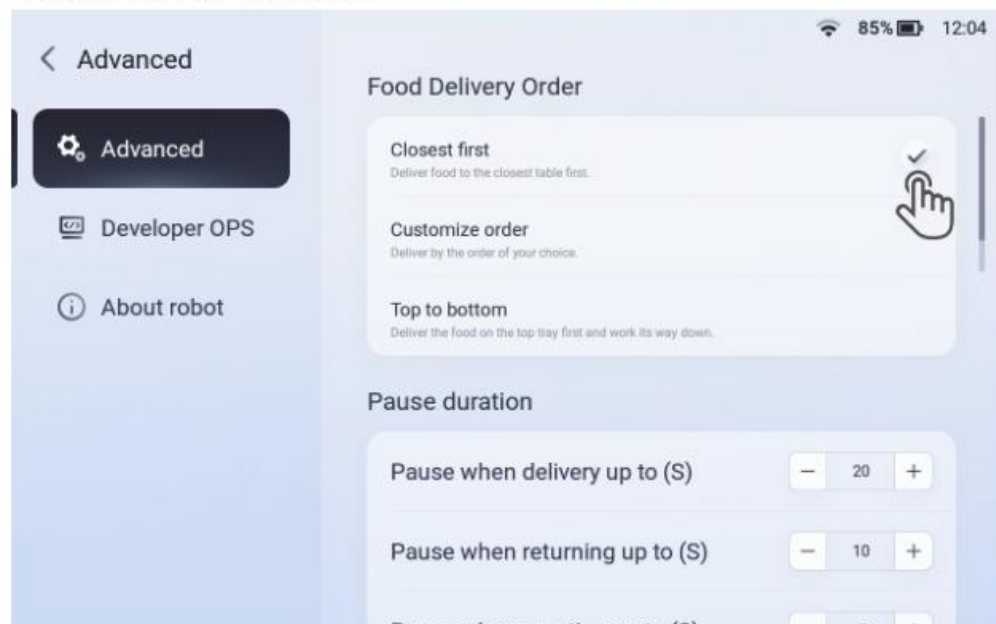 85% 12:04
Advanced
Food Delivery Order
Advanced
Closest first
Deliver food to the closest table first.
Developer OPS
Customize order
Deliver by the order of your choice.
About robot
Top to bottom
Deliver the food on the top tray first and work its way down.
Pause duration
Pause when delivery up to (S) − 20 +
Pause when returning up to (S) − 10 +